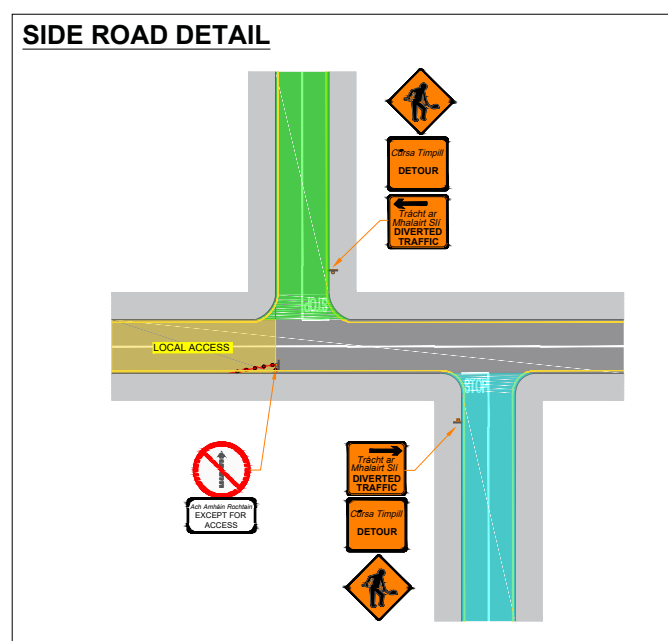 SIDE ROAD DETAIL
Cúrsa Timpill
DETOUR
Trácht ar
Mhalairt Slí
DIVERTED
TRAFFIC
STOP
LOCAL ACCESS
STOP
Trácht ar
Mhalairt Slí
DIVERTED
TRAFFIC
Ach Amháin Rochtain
EXCEPT FOR
ACCESS
Cúrsa Timpill
DETOUR